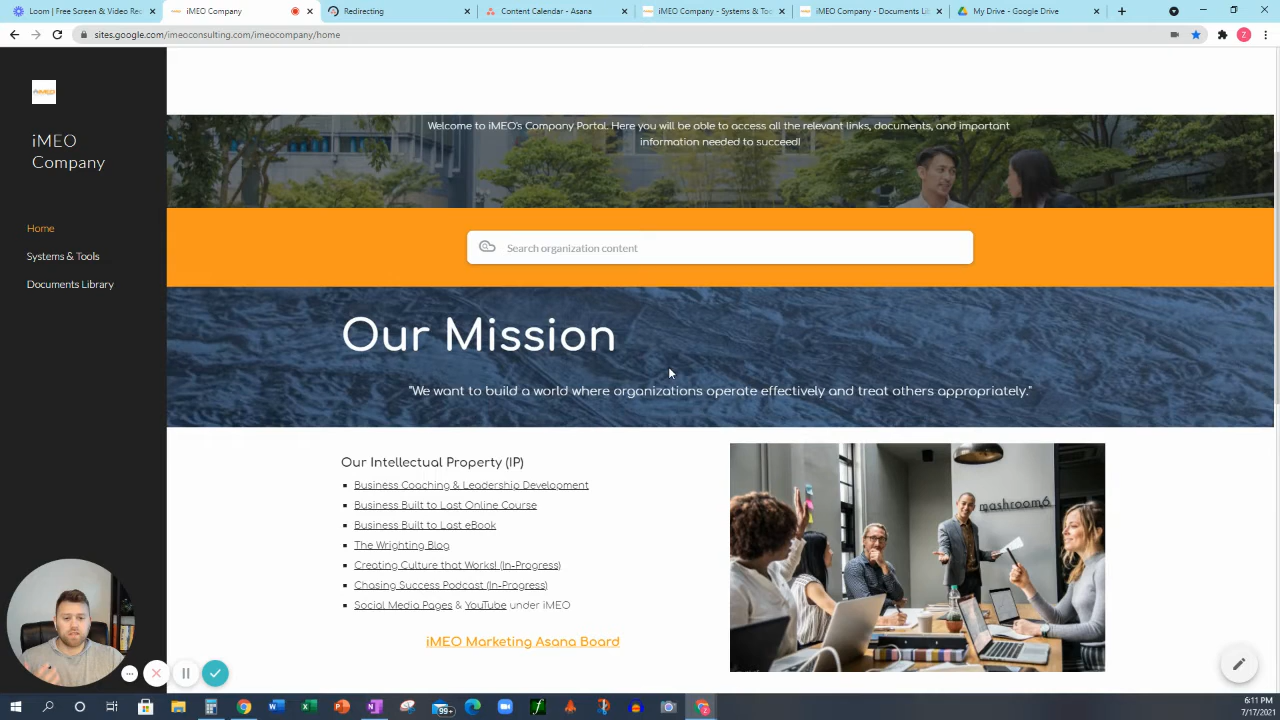 Loom | Free Screen & Video Rec
iMEO Company
Redirecting
Content Calendar - Asana
iMEO Company - Systems & Too
iMEO Company - Documents Lib
My Drive - Google Drive
sites.google.com/imeoconsulting.com/imeocompany/home
Z
iMEO
iMEO
Company
Home
Systems & Tools
Documents Library
Welcome to iMEO's Company Portal. Here you will be able to access all the relevant links, documents, and important
information needed to succeed!
Search organization content
Our Mission
"We want to build a world where organizations operate effectively and treat others appropriately."
Our Intellectual Property (IP)
Business Coaching & Leadership Development
Business Built to Last Online Course
Business Built to Last eBook
The Wrighting Blog
Creating Culture that Works! (In-Progress)
Chasing Success Podcast (In-Progress)
Social Media Pages & YouTube under iMEO
iMEO Marketing Asana Board
mashroom6
99+
6:11 PM
7/17/2021